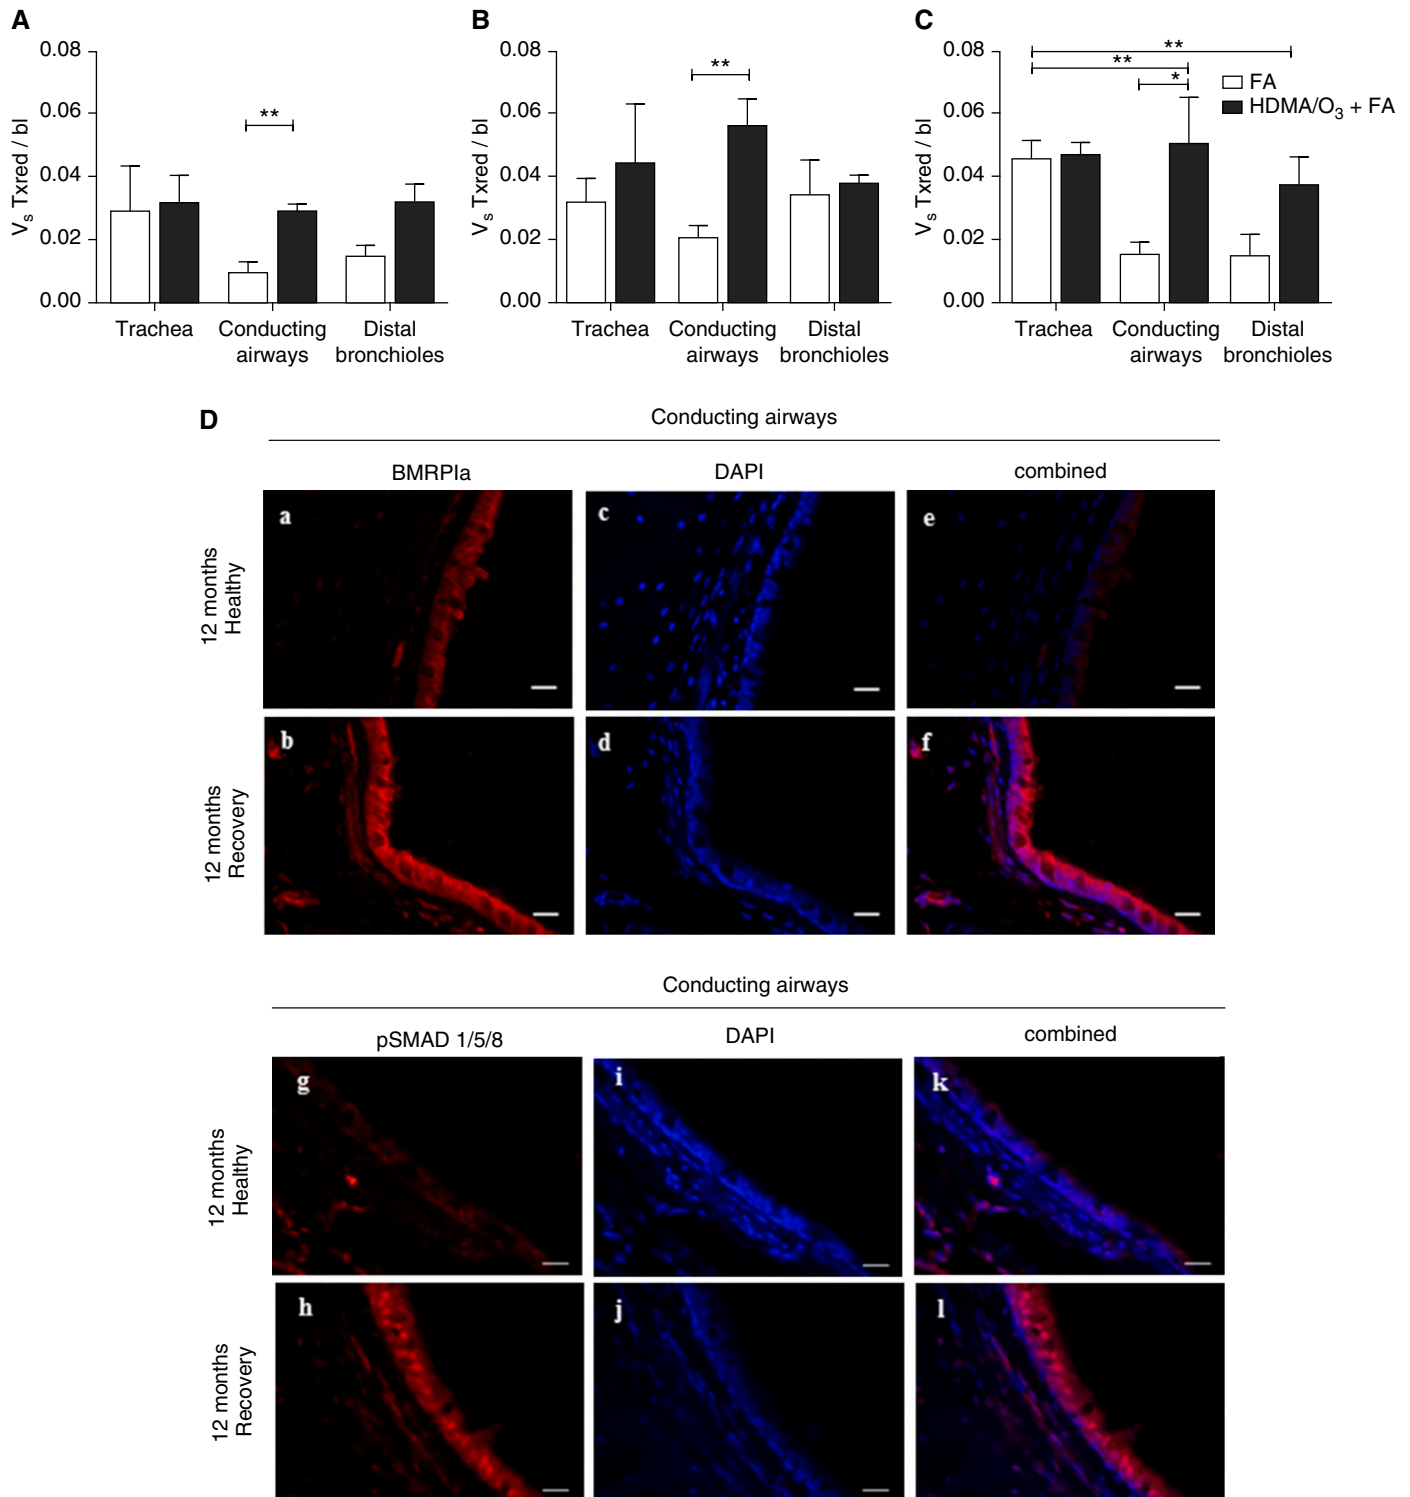 A
B
C
0.08
0.06
0.04
0.02
0.00
Vs Txred / bl
**
Trachea
Conducting
airways
Distal
bronchioles
0.08
0.06
0.04
0.02
0.00
Vs Txred / bl
**
Trachea
Conducting
airways
Distal
bronchioles
0.08
0.06
0.04
0.02
0.00
Vs Txred / bl
**
**
*
FA
HDMA/O3 + FA
Trachea
Conducting
airways
Distal
bronchioles
D
Conducting airways
BMRPIa
DAPI
combined
12 months
Healthy
a
c
e
12 months
Recovery
b
d
f
Conducting airways
pSMAD 1/5/8
DAPI
combined
12 months
Healthy
g
i
k
12 months
Recovery
h
j
l